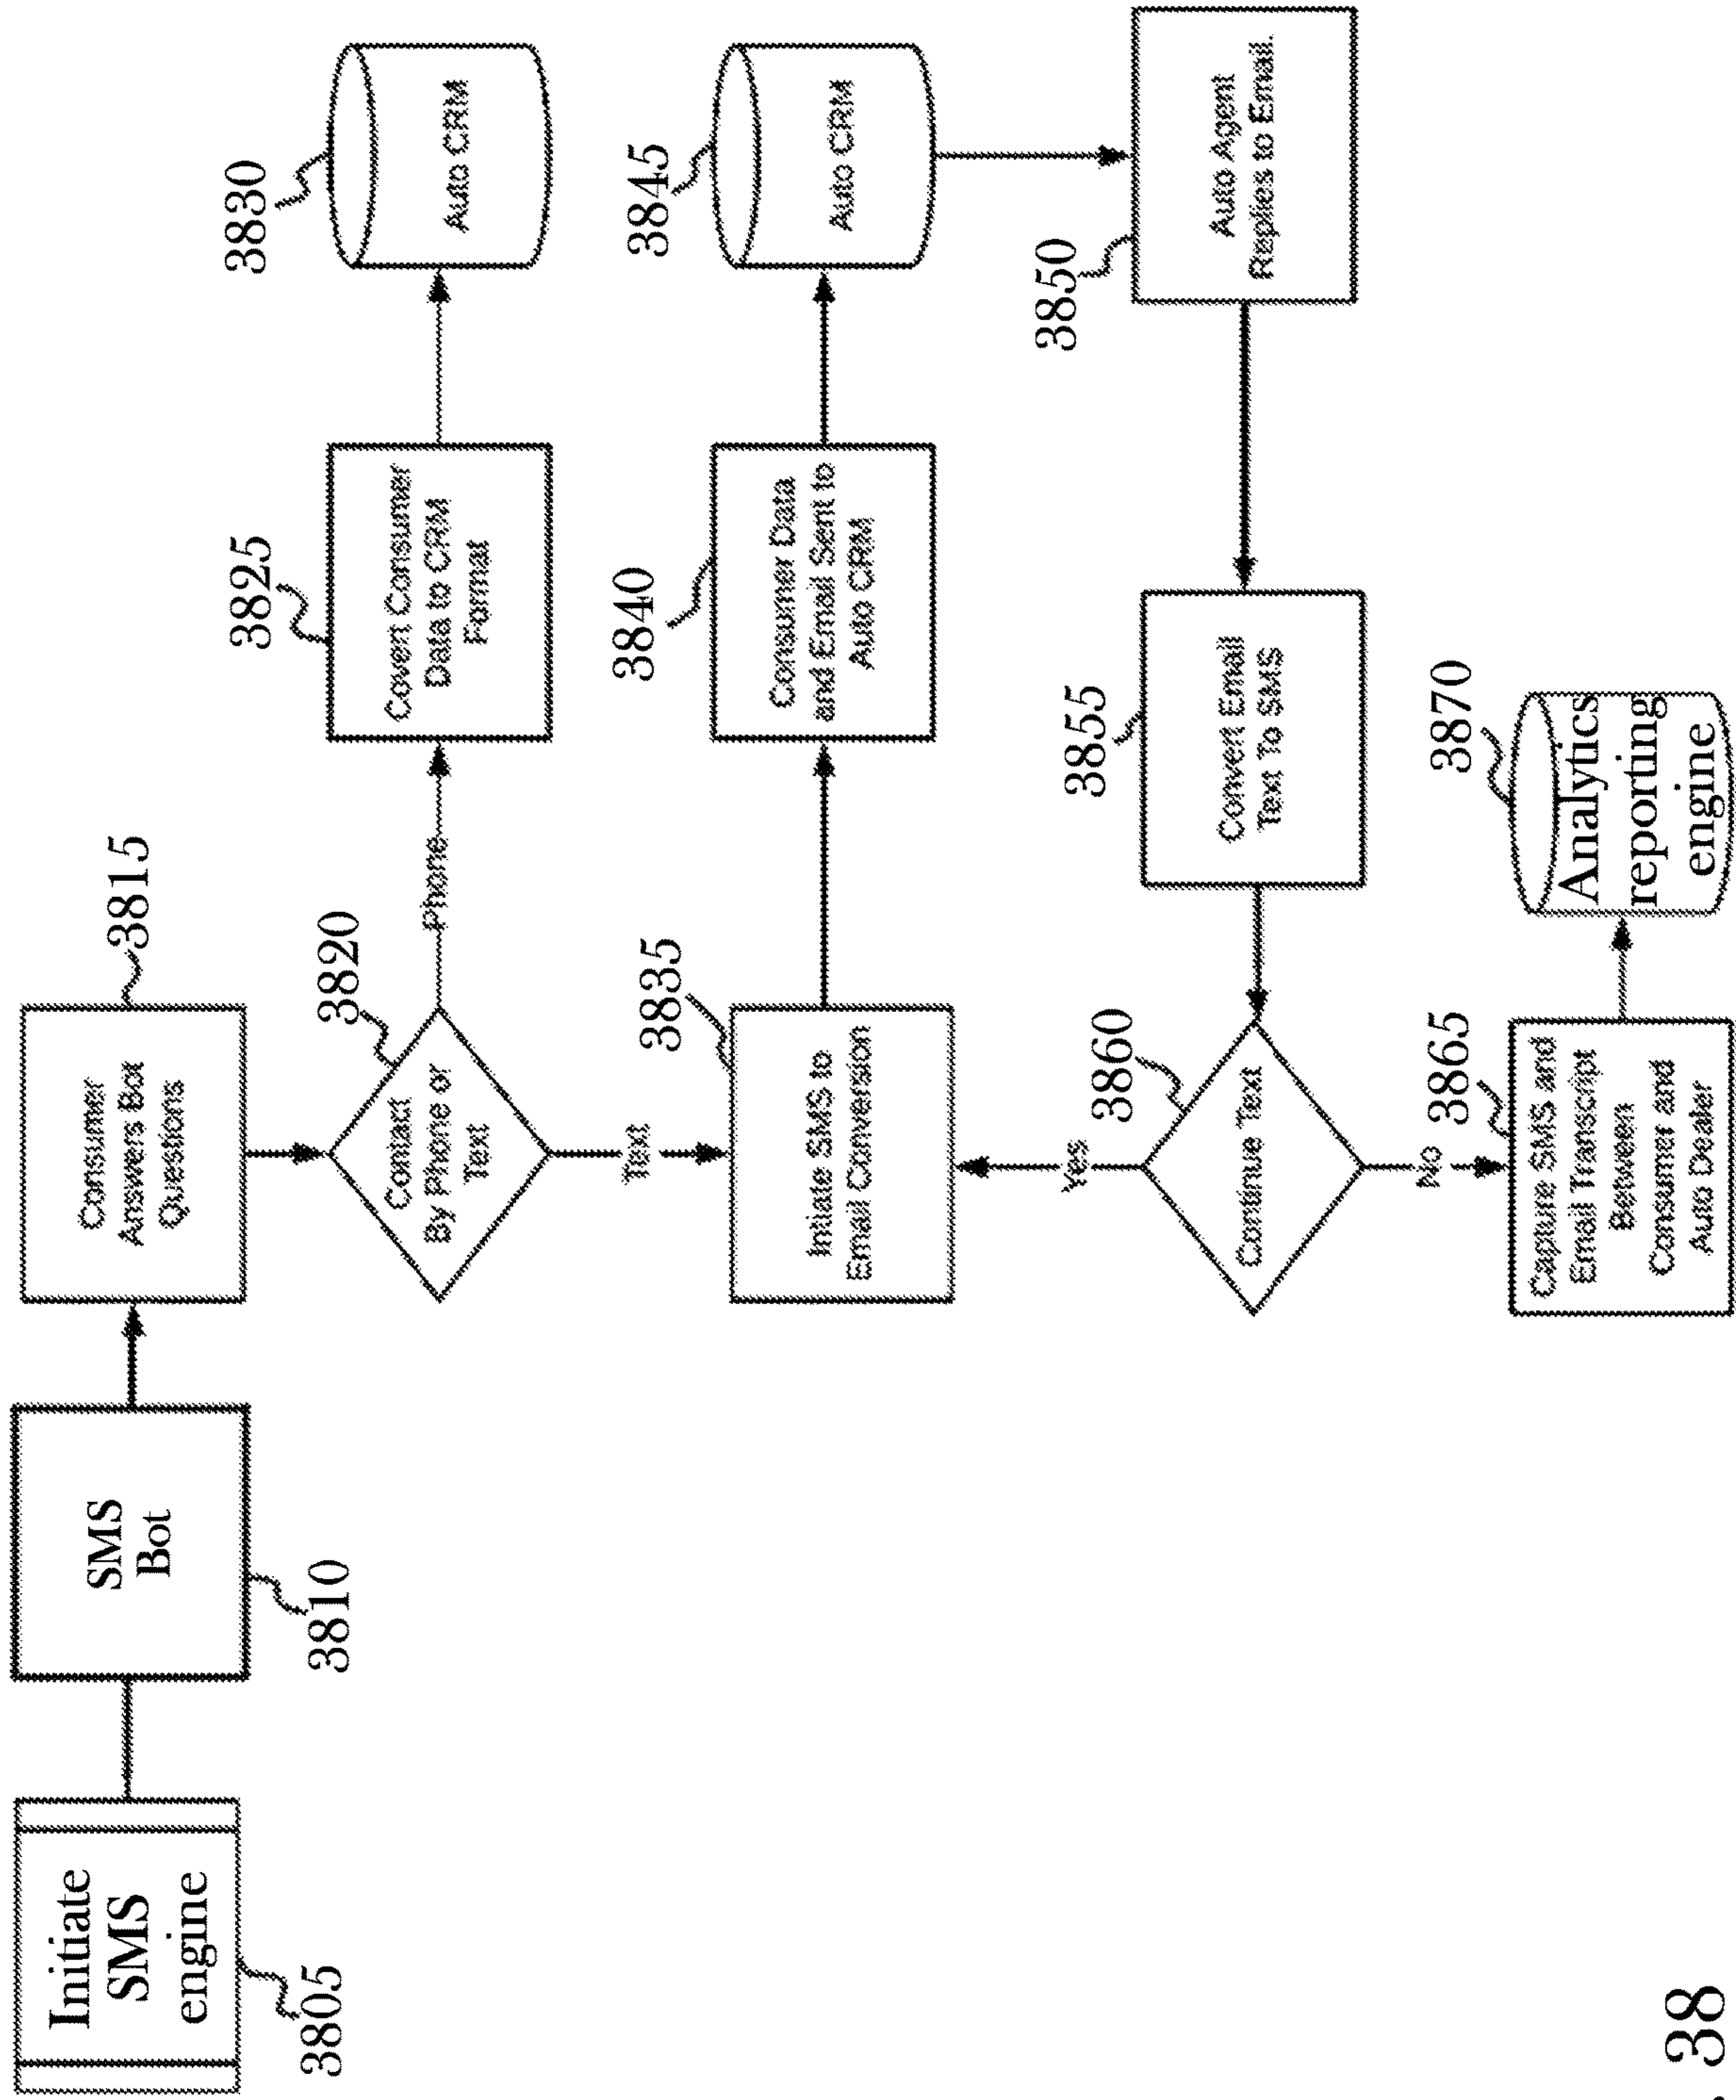 Initiate
SMS
engine
3805
SMS
Bot
3810
Consumer
Answers Bot
Questions
3815
Contact
By Phone or
Text
3820
Phone
Covert Consumer
Data to CRM
Format
3825
Auto CRM
3830
Text
Initiate SMS to
Email Conversion
3835
Consumer Data
and Email Sent to
Auto CRM
3840
Auto CRM
3845
Auto Agent
Replies to Email.
3850
Convert Email
Text To SMS
3855
Continue Text
3860
Yes
No
Capture SMS and
Email Transcript
Between
Consumer and
Auto Dealer
3865
Analytics
reporting
engine
3870
. 38